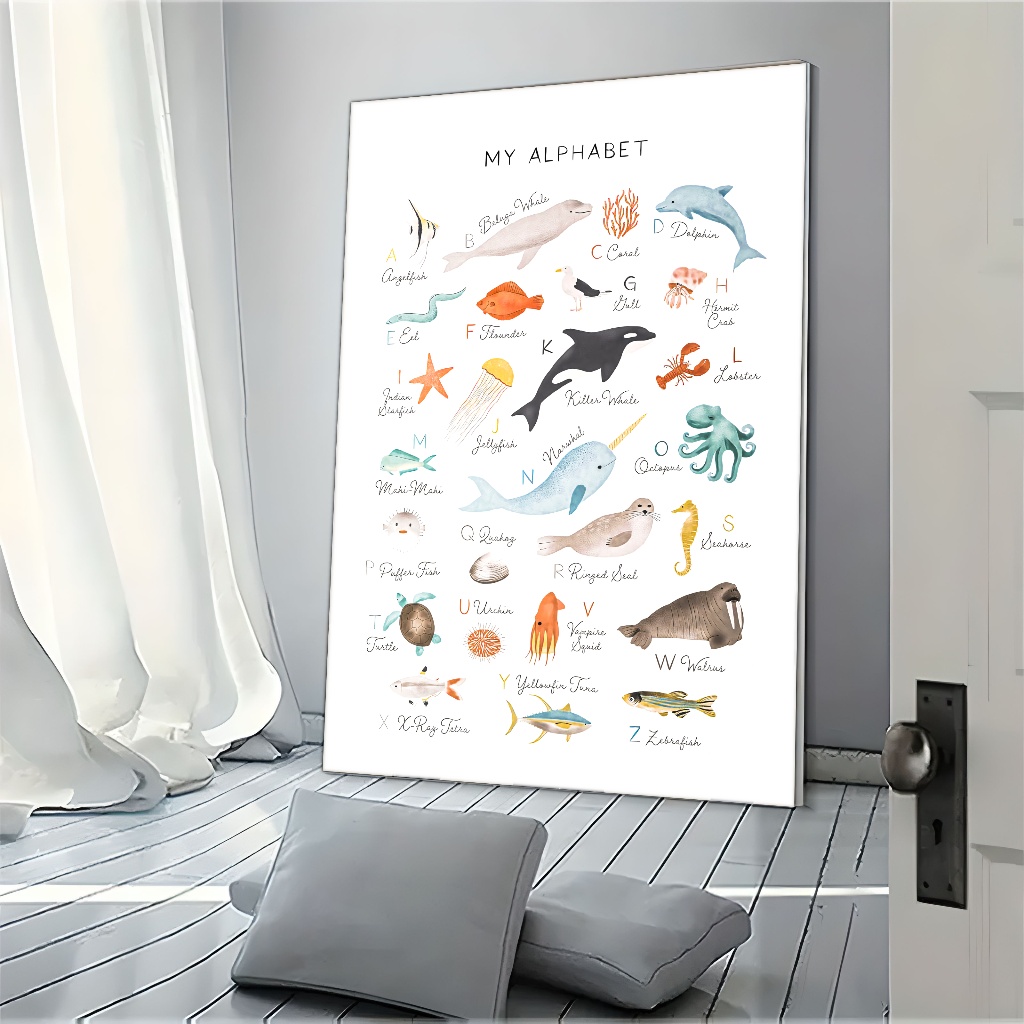 MY ALPHABET
A
Angelfish
B Beluga Whale
C Coral
D Dolphin
E Eel
F Flounder
G
Gull
H
Hermit
Crab
I
Indian
Starfish
J
Jellyfish
K
Killer Whale
L
Lobster
M
Mahi-Mahi
N Narwhal
O
Octopus
P Puffer Fish
Q Quahog
R Ringed Seal
S
Seahorse
T
Turtle
U Urchin
V
Vampire
Squid
W Walrus
X X-Ray Tetra
Y Yellowfin Tuna
Z Zebrafish